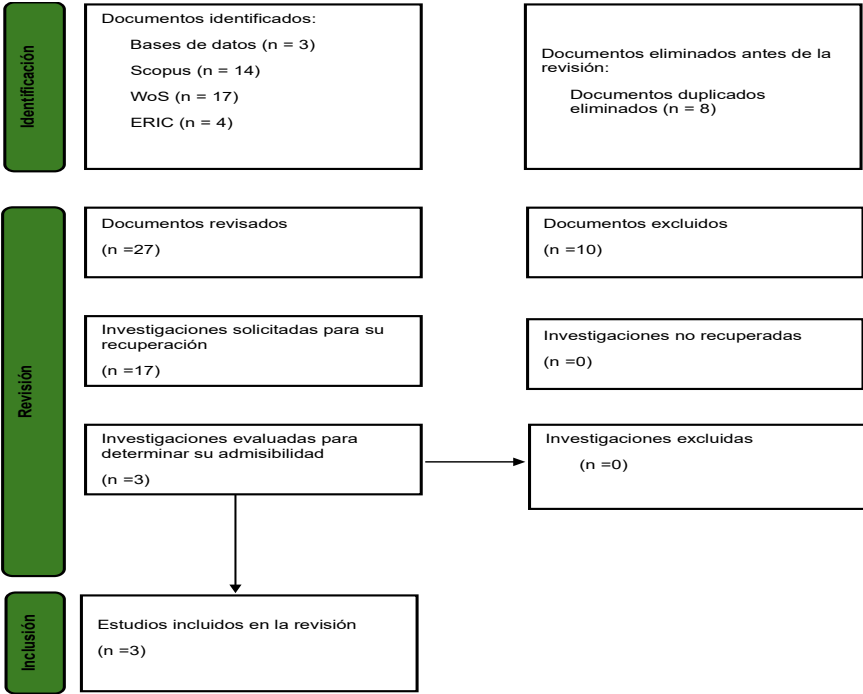 Identificación
Documentos identificados:
Bases de datos (n = 3)
Scopus (n = 14)
WoS (n = 17)
ERIC (n = 4)
Documentos eliminados antes de la
revisión:
Documentos duplicados
eliminados (n = 8)
Revisión
Documentos revisados
(n =27)
Documentos excluidos
(n =10)
Investigaciones solicitadas para su
recuperación
(n =17)
Investigaciones no recuperadas
(n =0)
Investigaciones evaluadas para
determinar su admisibilidad
(n =3)
Investigaciones excluidas
(n =0)
Inclusión
Estudios incluidos en la revisión
(n =3)